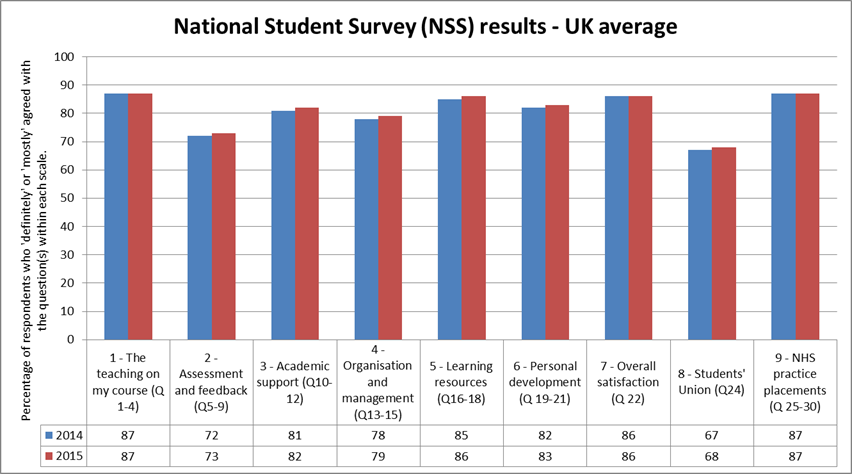 National Student Survey (NSS) results - UK average
Percentage of respondents who 'definitely' or 'mostly' agreed with
the question(s) within each scale.
100
90
80
70
60
50
40
30
20
10
0
1 - The
teaching on
my course (Q
1-4)
2 -
Assessment
and feedback
(Q5-9)
3 - Academic
support (Q10-
12)
4 -
Organisation
and
management
(Q13-15)
5 - Learning
resources
(Q16-18)
6 - Personal
development
(Q 19-21)
7 - Overall
satisfaction
(Q 22)
8 - Students'
Union (Q24)
9 - NHS
practice
placements
(Q 25-30)
2014 87 72 81 78 85 82 86 67 87
2015 87 73 82 79 86 83 86 68 87